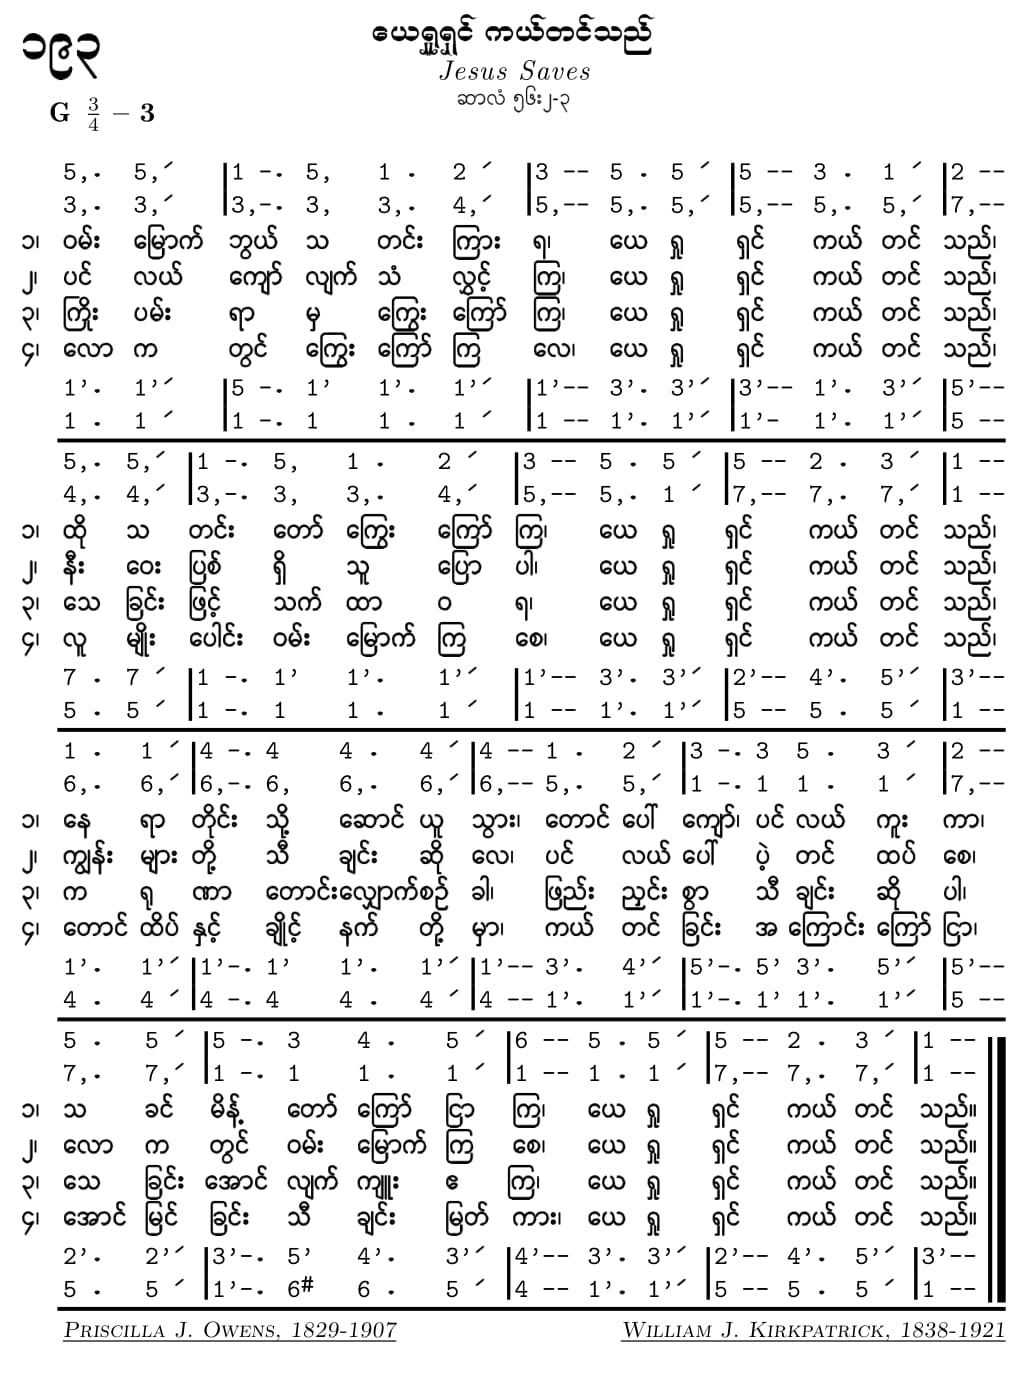 ၁၉၃
ယေရှုရှင် ကယ်တင်သည်
Jesus Saves
ဆာလံ ၅၆း၂-၃
G 3/4 – 3
5,. 5,ˊ |1 -. 5, 1 . 2 ˊ |3 -- 5 . 5 ˊ |5 -- 3 . 1 ˊ |2 --
3,. 3,ˊ |3,-. 3, 3,. 4,ˊ |5,-- 5,. 5,ˊ |5,-- 5,. 5,ˊ |7,--
၁၊ ဝမ်း မြောက် ဘွယ် သ တင်း ကြား ရ၊ ယေ ရှု ရှင် ကယ် တင် သည်၊
၂၊ ပင် လယ် ကျော် လျက် သံ လွှင့် ကြ၊ ယေ ရှု ရှင် ကယ် တင် သည်၊
၃၊ ကြိုး ပမ်း ရာ မှ ကြွေး ကြော် ကြ၊ ယေ ရှု ရှင် ကယ် တင် သည်၊
၄၊ လော က တွင် ကြွေး ကြော် ကြ လေ၊ ယေ ရှု ရှင် ကယ် တင် သည်၊
1’. 1’ˊ |5 -. 1’ 1’. 1’ˊ |1’-- 3’. 3’ˊ |3’-- 1’. 3’ˊ |5’--
1 . 1 ˊ |1 -. 1 1 . 1 ˊ |1 -- 1’. 1’ˊ |1’- 1’. 1’ˊ |5 --
5,. 5,ˊ |1 -. 5, 1 . 2 ˊ |3 -- 5 . 5 ˊ |5 -- 2 . 3 ˊ |1 --
4,. 4,ˊ |3,-. 3, 3,. 4,ˊ |5,-- 5,. 1 ˊ |7,-- 7,. 7,ˊ |1 --
၁၊ ထို သ တင်း တော် ကြွေး ကြော် ကြ၊ ယေ ရှု ရှင် ကယ် တင် သည်၊
၂၊ နီး ဝေး ပြစ် ရှိ သူ ပြော ပါ၊ ယေ ရှု ရှင် ကယ် တင် သည်၊
၃၊ သေ ခြင်း ဖြင့် သက် ထာ ဝ ရ၊ ယေ ရှု ရှင် ကယ် တင် သည်၊
၄၊ လူ မျိုး ပေါင်း ဝမ်း မြောက် ကြ စေ၊ ယေ ရှု ရှင် ကယ် တင် သည်၊
7 . 7 ˊ |1 -. 1’ 1’. 1’ˊ |1’-- 3’. 3’ˊ |2’-- 4’. 5’ˊ |3’--
5 . 5 ˊ |1 -. 1 1 . 1 ˊ |1 -- 1’. 1’ˊ |5 -- 5 . 5 ˊ |1 --
1 . 1 ˊ |4 -. 4 4 . 4 ˊ |4 -- 1 . 2 ˊ |3 -. 3 5 . 3 ˊ |2 --
6,. 6,ˊ |6,-. 6, 6,. 6,ˊ |6,-- 5,. 5,ˊ |1 -. 1 1 . 1 ˊ |7,--
၁၊ နေ ရာ တိုင်း သို့ ဆောင် ယူ သွား၊ တောင် ပေါ် ကျော်၊ ပင် လယ် ကူး ကာ၊
၂၊ ကျွန်း များ တို့ သီ ချင်း ဆို လေ၊ ပင် လယ် ပေါ် ပဲ့ တင် ထပ် စေ၊
၃၊ က ရု ဏာ တောင်းလျှောက်စဉ် ခါ၊ ဖြည်း ညှင်း စွာ သီ ချင်း ဆို ပါ၊
၄၊ တောင် ထိပ် နှင့် ချိုင့် နက် တို့ မှာ၊ ကယ် တင် ခြင်း အ ကြောင်း ကြော် ငြာ၊
1’. 1’ˊ |1’-. 1’ 1’. 1’ˊ |1’-- 3’. 4’ˊ |5’-. 5’ 3’. 5’ˊ |5’--
4 . 4 ˊ |4 -. 4 4 . 4 ˊ |4 -- 1’. 1’ˊ |1’-. 1’ 1’. 1’ˊ |5 --
5 . 5 ˊ |5 -. 3 4 . 5 ˊ |6 -- 5 . 5 ˊ |5 -- 2 . 3 ˊ |1 --
7,. 7,ˊ |1 -. 1 1 . 1 ˊ |1 -- 1 . 1 ˊ |7,-- 7,. 7,ˊ |1 --
၁၊ သ ခင် မိန့် တော် ကြော် ငြာ ကြ၊ ယေ ရှု ရှင် ကယ် တင် သည်။
၂၊ လော က တွင် ဝမ်း မြောက် ကြ စေ၊ ယေ ရှု ရှင် ကယ် တင် သည်။
၃၊ သေ ခြင်း အောင် လျက် ကျူး ဧ ကြ၊ ယေ ရှု ရှင် ကယ် တင် သည်။
၄၊ အောင် မြင် ခြင်း သီ ချင်း မြတ် ကား၊ ယေ ရှု ရှင် ကယ် တင် သည်။
2’. 2’ˊ |3’-. 5’ 4’. 3’ˊ |4’-- 3’. 3’ˊ |2’-- 4’. 5’ˊ |3’--
5 . 5 ˊ |1’-. 6# 6 . 5 ˊ |4 -- 1’. 1’ˊ |5 -- 5 . 5 ˊ |1 --
PRISCILLA J. OWENS, 1829-1907 WILLIAM J. KIRKPATRICK, 1838-1921